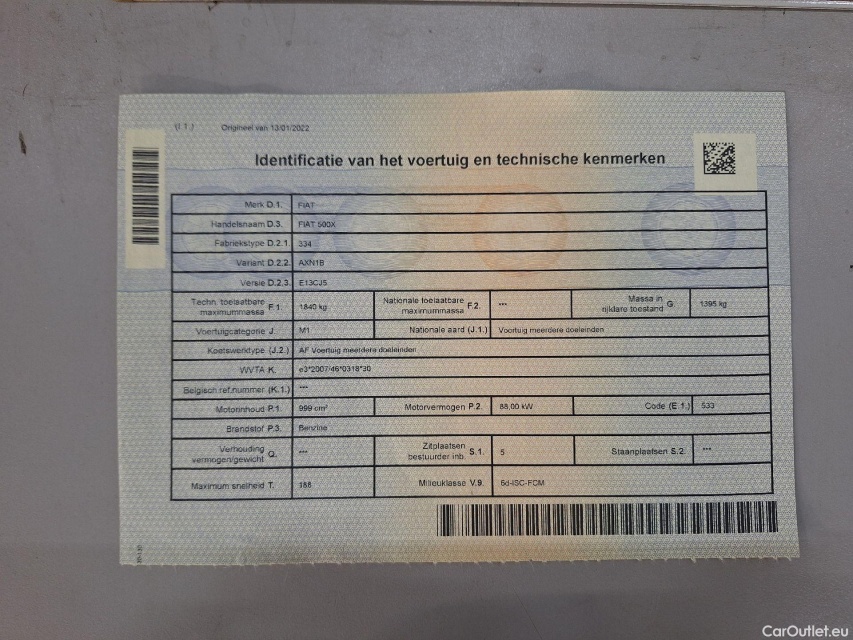 (I.1.) Origineel van 13/01/2022
Identificatie van het voertuig en technische kenmerken
Merk D.1. FIAT
Handelsnaam D.3. FIAT 500X
Fabriekstype D.2.1. 334
Variant D.2.2. AXN1B
Versie D.2.3. E13CJ5
Techn. toelaatbare maximummassa F.1. 1840 kg Nationale toelaatbare maximummassa F.2. --- Massa in rijklare toestand G. 1395 kg
Voertuigcategorie J. M1 Nationale aard (J.1.) Voertuig meerdere doeleinden
Koetswerktype (J.2.) AF Voertuig meerdere doeleinden
WVTA K. e3*2007/46*0318*30
Belgisch ref.nummer (K.1.) ---
Motorinhoud P.1. 999 cm³ Motorvermogen P.2. 88,00 kW Code (E.1.) 533
Brandstof P.3. Benzine
Verhouding vermogen/gewicht Q. --- Zitplaatsen bestuurder inb. S.1. 5 Staanplaatsen S.2. ---
Maximum snelheid T. 188 Milieuklasse V.9. 6d-ISC-FCM
CarOutlet.eu